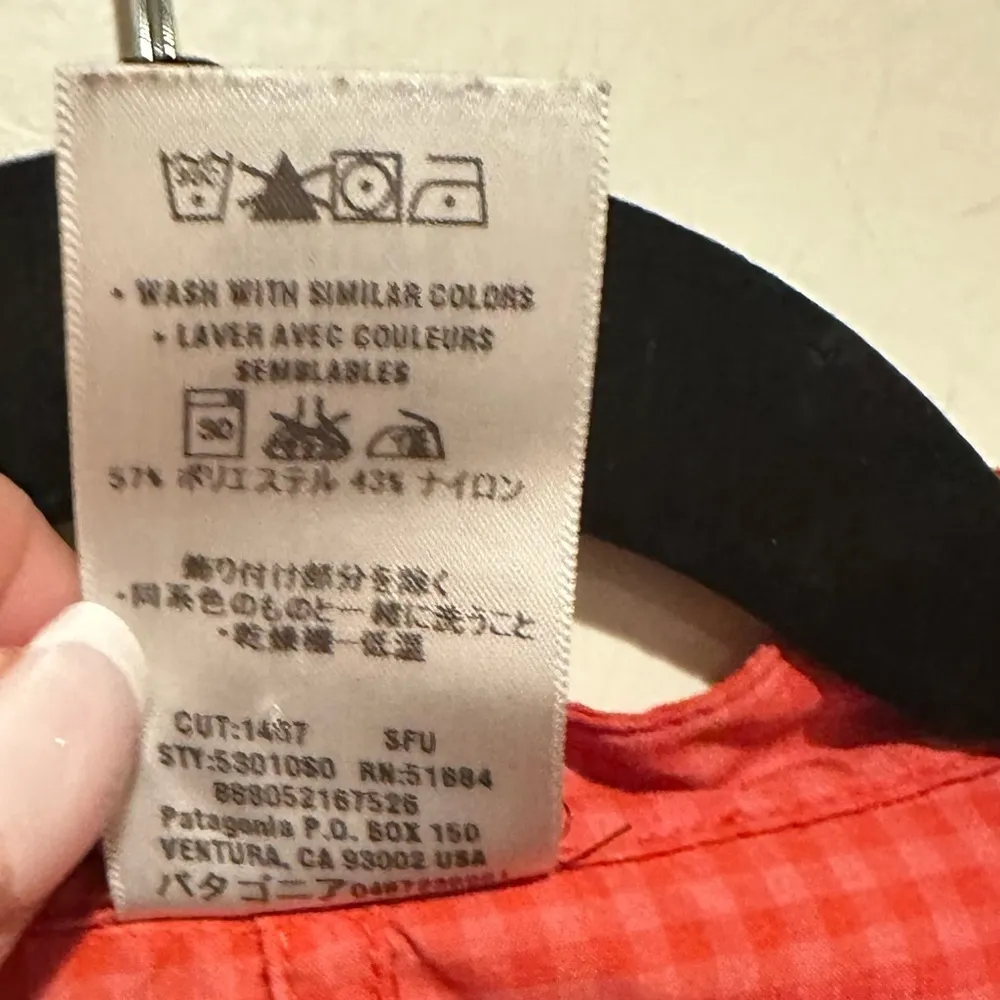 30C
• WASH WITH SIMILAR COLORS
• LAVER AVEC COULEURS
SEMBLABLES
30
57% ポリエステル 43% ナイロン
飾り付け部分を除く
・同系色のものと一緒に洗うこと
・乾燥機ー低温
CUT:1437 SFU
STY:53010S0 RN:51884
888052167526
Patagonia P.O. BOX 150
VENTURA, CA 93002 USA
パタゴニア